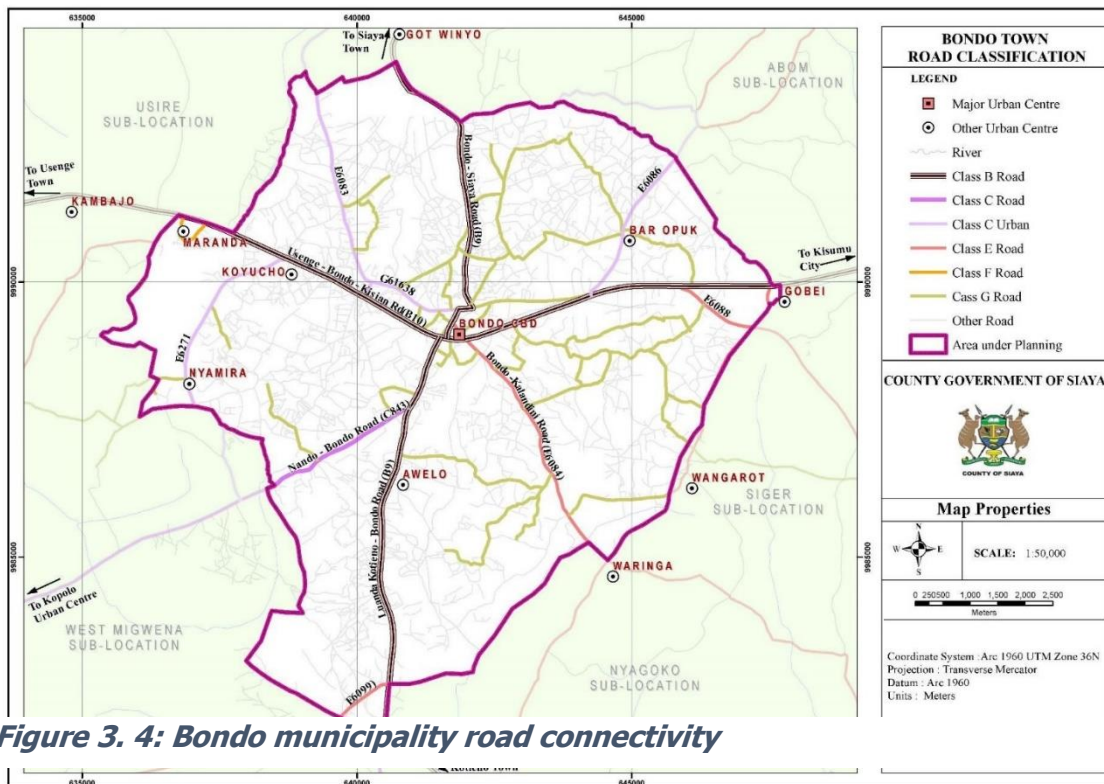 635000
640000
645000
To Siaya
Town
GOT WINYO
ABOM
SUB-LOCATION
USIRE
SUB-LOCATION
To Usenge
Town
KAMBAJO
MARANDA
KOYUCHO
E6083
Bondo - Siaya Road (B9)
E6086
BAR OPUK
To Kisumu
City
GOBEI
9990000
9990000
Usenge - Bondo - Kisian Rd(B10)
G61638
BONDO CBD
E6088
E6271
NYAMIRA
Nando - Bondo Road (C843)
Bondo-Kalandini Road (E6084)
Luanda Kotieno - Bondo Road (B9)
AWELO
WANGAROT
SIGER
SUB-LOCATION
9985000
9985000
WARINGA
To Kopolo
Urban Centre
WEST MIGWENA
SUB-LOCATION
NYAGOKO
SUB-LOCATION
E6099)
BONDO TOWN
ROAD CLASSIFICATION
LEGEND
Major Urban Centre
Other Urban Centre
River
Class B Road
Class C Road
Class C Urban
Class E Road
Class F Road
Cass G Road
Other Road
Area under Planning
COUNTY GOVERNMENT OF SIAYA
COUNTY OF SIAYA
Map Properties
N
W E
S
SCALE: 1:50,000
0 250500 1,000 1,500 2,000 2,500
Meters
Coordinate System :Arc 1960 UTM Zone 36N
Projection : Transverse Mercator
Datum : Arc 1960
Units : Meters
Figure 3. 4: Bondo municipality road connectivity
635000
640000
645000